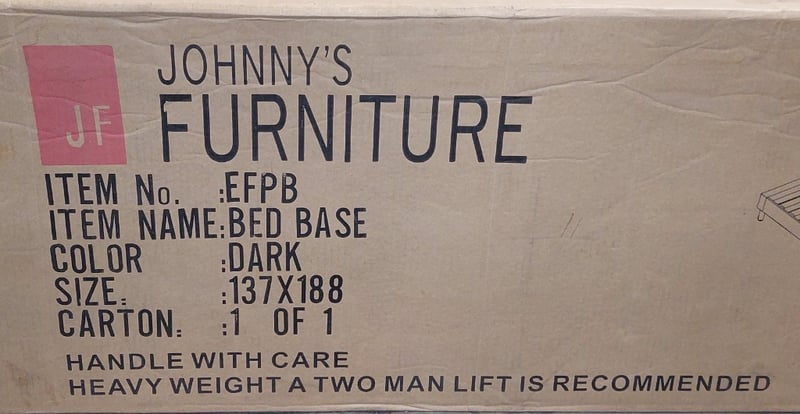 JOHNNY'S
JF
FURNITURE
ITEM No. :EFPB
ITEM NAME:BED BASE
COLOR :DARK
SIZE: :137X188
CARTON: :1 OF 1
HANDLE WITH CARE
HEAVY WEIGHT A TWO MAN LIFT IS RECOMMENDED